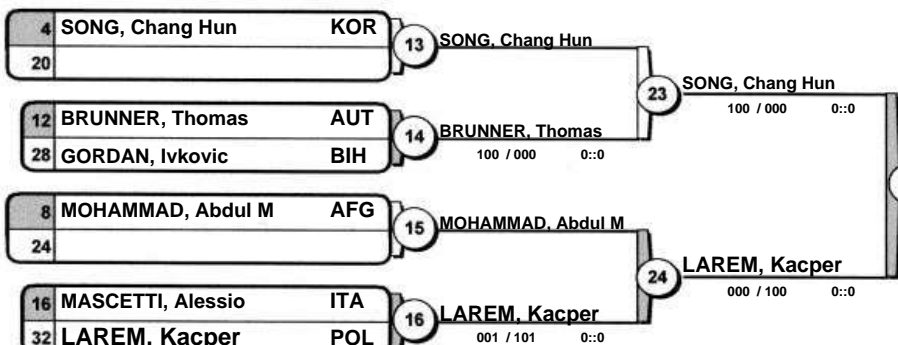 4 SONG, Chang Hun KOR
20
13
SONG, Chang Hun
12 BRUNNER, Thomas AUT
28 GORDAN, Ivkovic BIH
14
BRUNNER, Thomas
100 / 000 0::0
23
SONG, Chang Hun
100 / 000 0::0
8 MOHAMMAD, Abdul M AFG
24
15
MOHAMMAD, Abdul M
16 MASCETTI, Alessio ITA
32 LAREM, Kacper POL
16
LAREM, Kacper
001 / 101 0::0
24
LAREM, Kacper
000 / 100 0::0